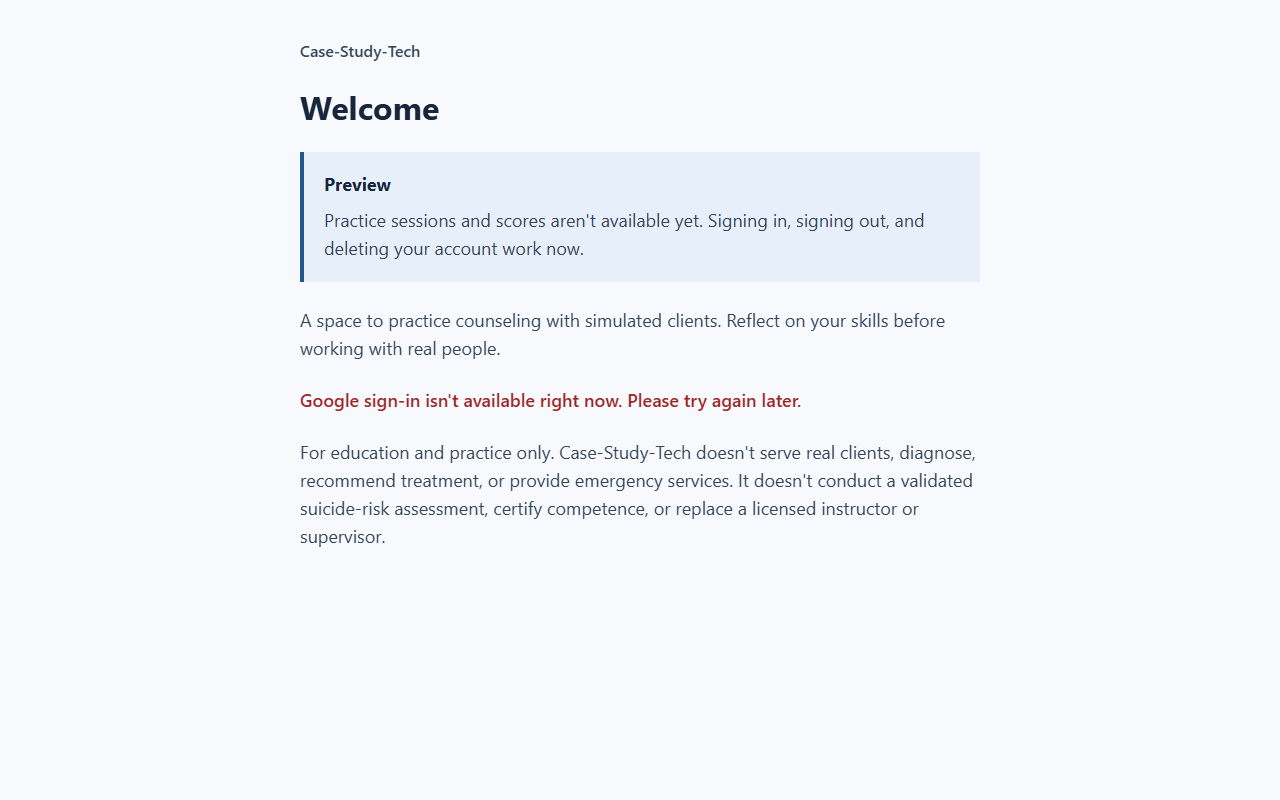 Case-Study-Tech
Welcome
Preview
Practice sessions and scores aren't available yet. Signing in, signing out, and
deleting your account work now.
A space to practice counseling with simulated clients. Reflect on your skills before
working with real people.
Google sign-in isn't available right now. Please try again later.
For education and practice only. Case-Study-Tech doesn't serve real clients, diagnose,
recommend treatment, or provide emergency services. It doesn't conduct a validated
suicide-risk assessment, certify competence, or replace a licensed instructor or
supervisor.